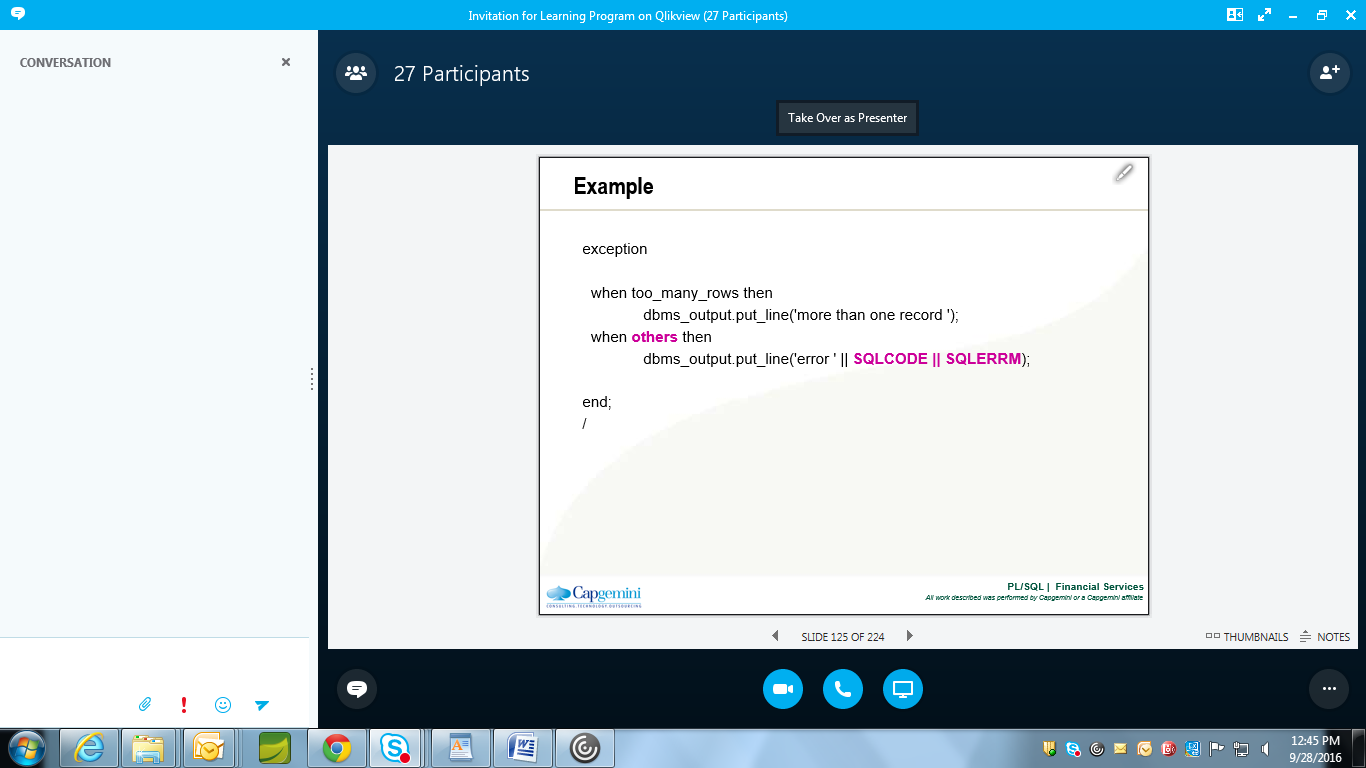 Invitation for Learning Program on Qlikview (27 Participants)
CONVERSATION
27 Participants
Take Over as Presenter
Example
exception
when too_many_rows then
dbms_output.put_line('more than one record ');
when others then
dbms_output.put_line('error ' || SQLCODE || SQLERRM);
end;
/
Capgemini
CONSULTING.TECHNOLOGY.OUTSOURCING
PL/SQL | Financial Services
All work described was performed by Capgemini or a Capgemini affiliate
SLIDE 125 OF 224
THUMBNAILS
NOTES
12:45 PM
9/28/2016